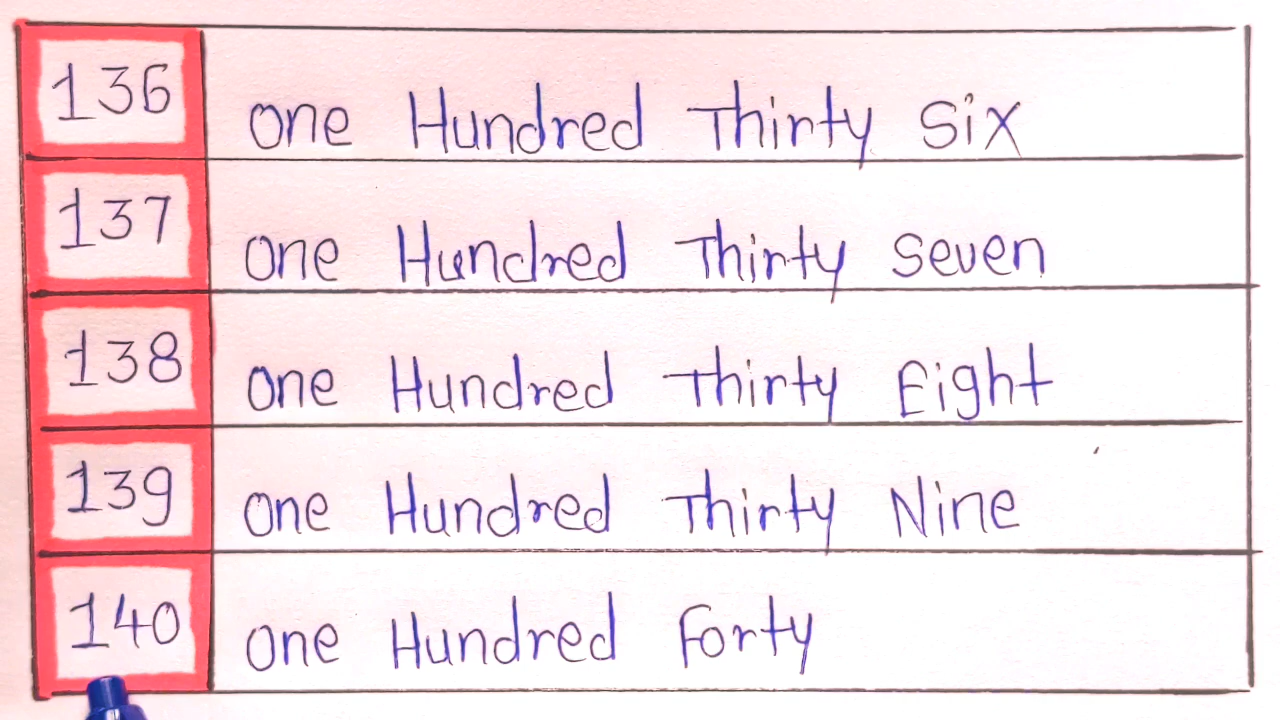 136 One Hundred Thirty Six
137 One Hundred Thirty Seven
138 One Hundred Thirty Eight
139 One Hundred Thirty Nine
140 One Hundred Forty